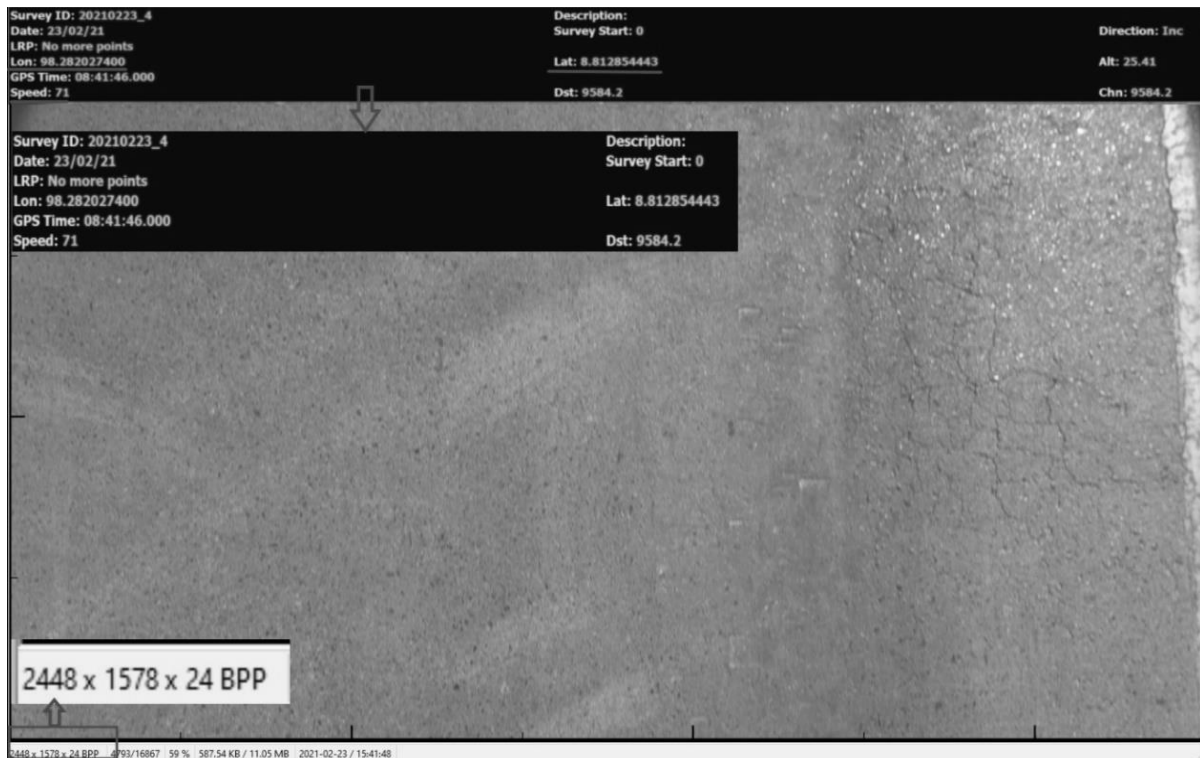 Survey ID: 20210223_4 Description:
Date: 23/02/21 Survey Start: 0 Direction: Inc
LRP: No more points
Lon: 98.282027400 Lat: 8.812854443 Alt: 25.41
GPS Time: 08:41:46.000
Speed: 71 Dst: 9584.2 Chn: 9584.2
Survey ID: 20210223_4 Description:
Date: 23/02/21 Survey Start: 0
LRP: No more points
Lon: 98.282027400 Lat: 8.812854443
GPS Time: 08:41:46.000
Speed: 71 Dst: 9584.2
2448 x 1578 x 24 BPP
2448 x 1578 x 24 BPP 4793/16867 59 % 587.54 KB / 11.05 MB 2021-02-23 / 15:41:48